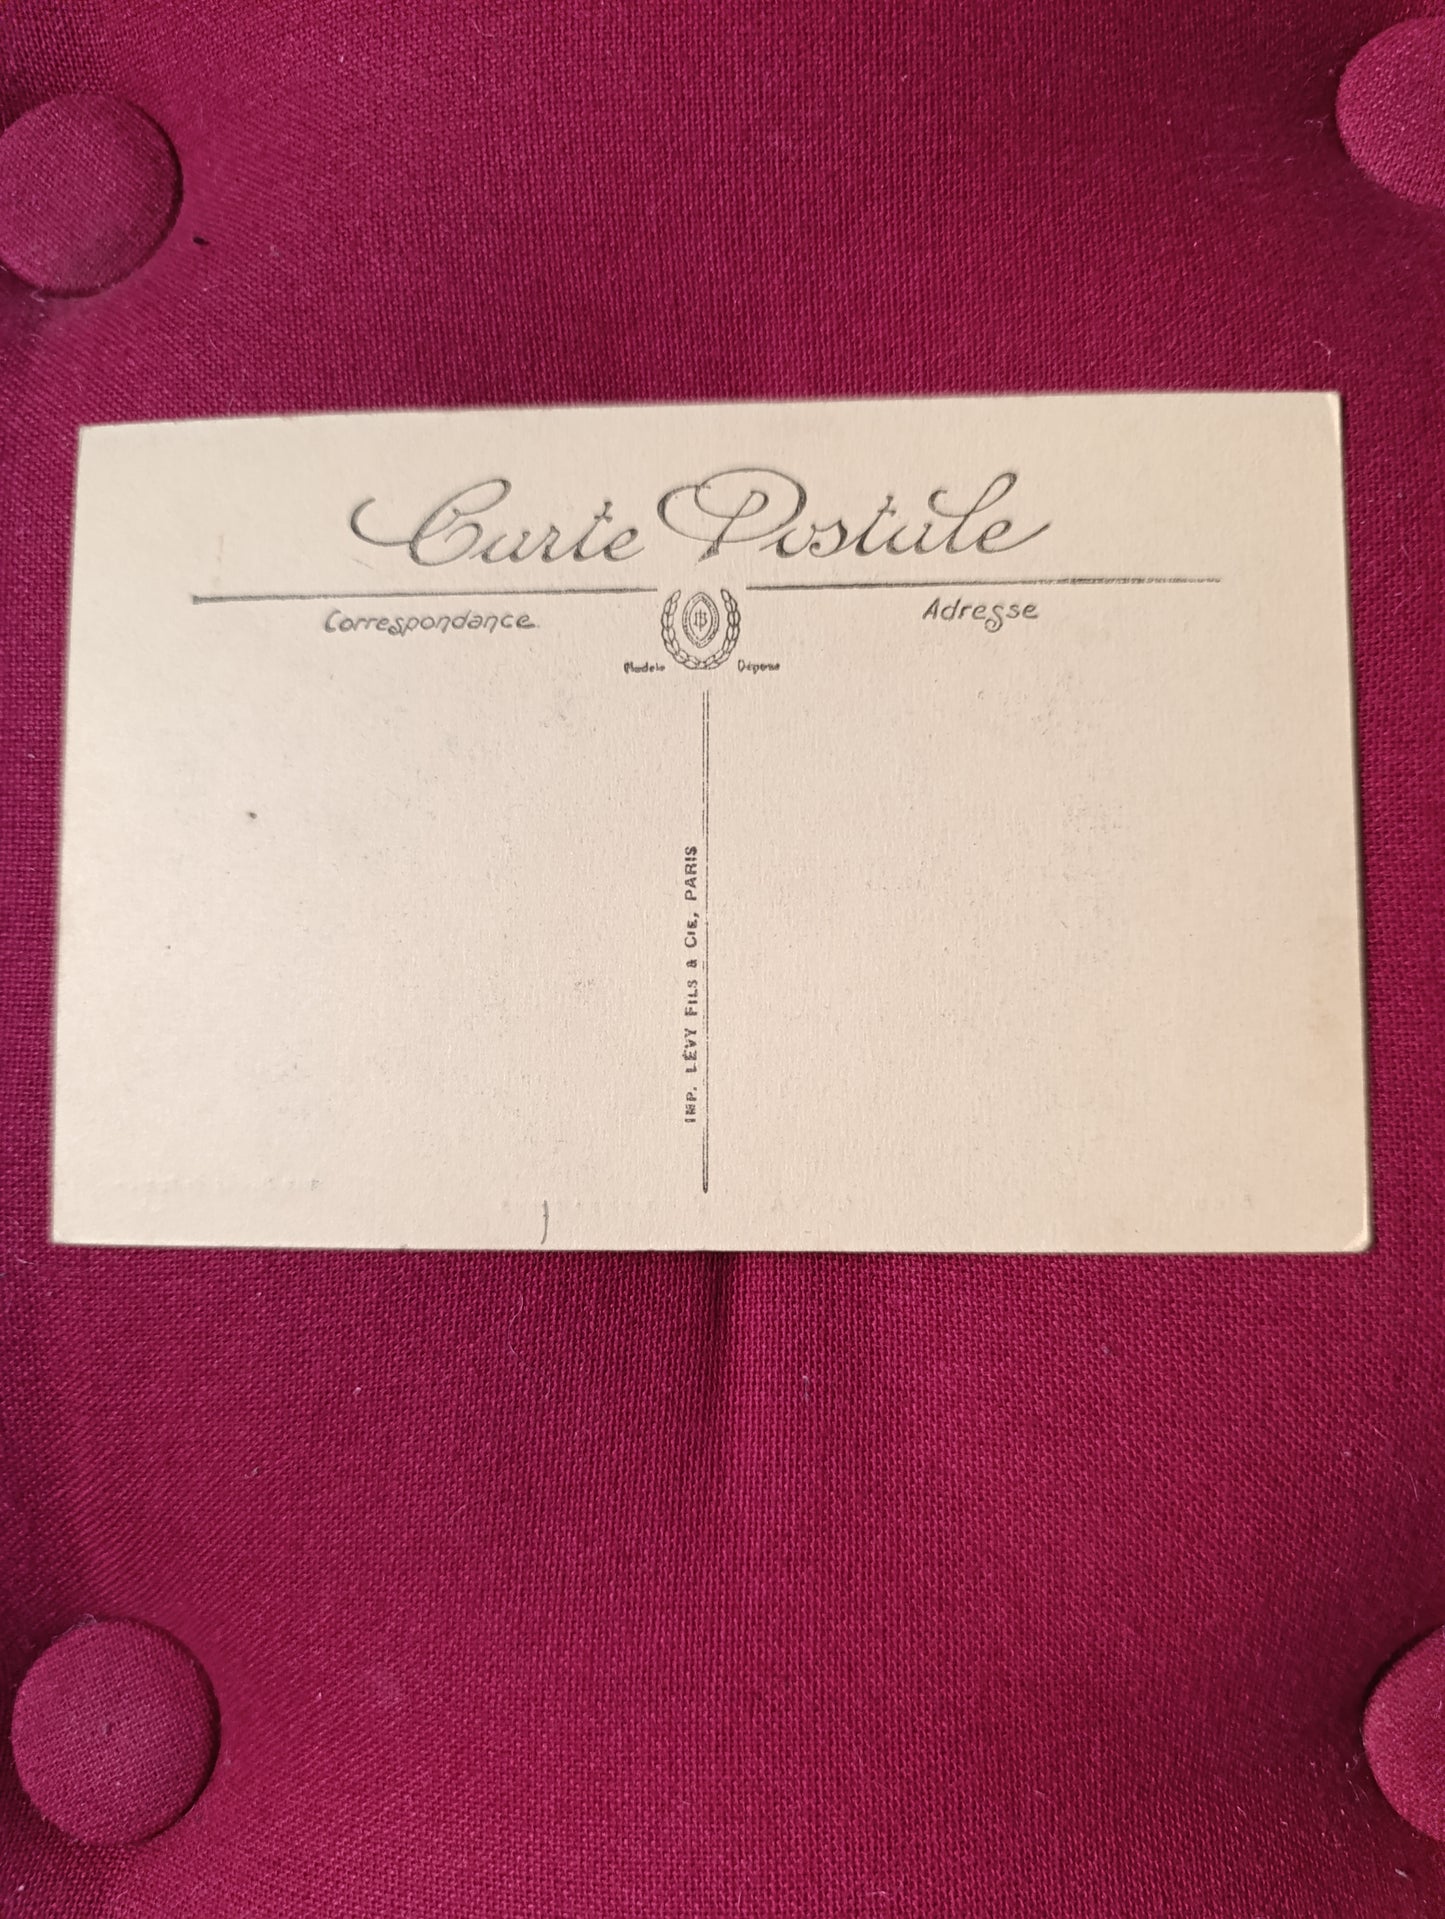 Carte Postale
Correspondance
Adresse
Modèle Déposé
IMP. LÉVY FILS & CIE, PARIS